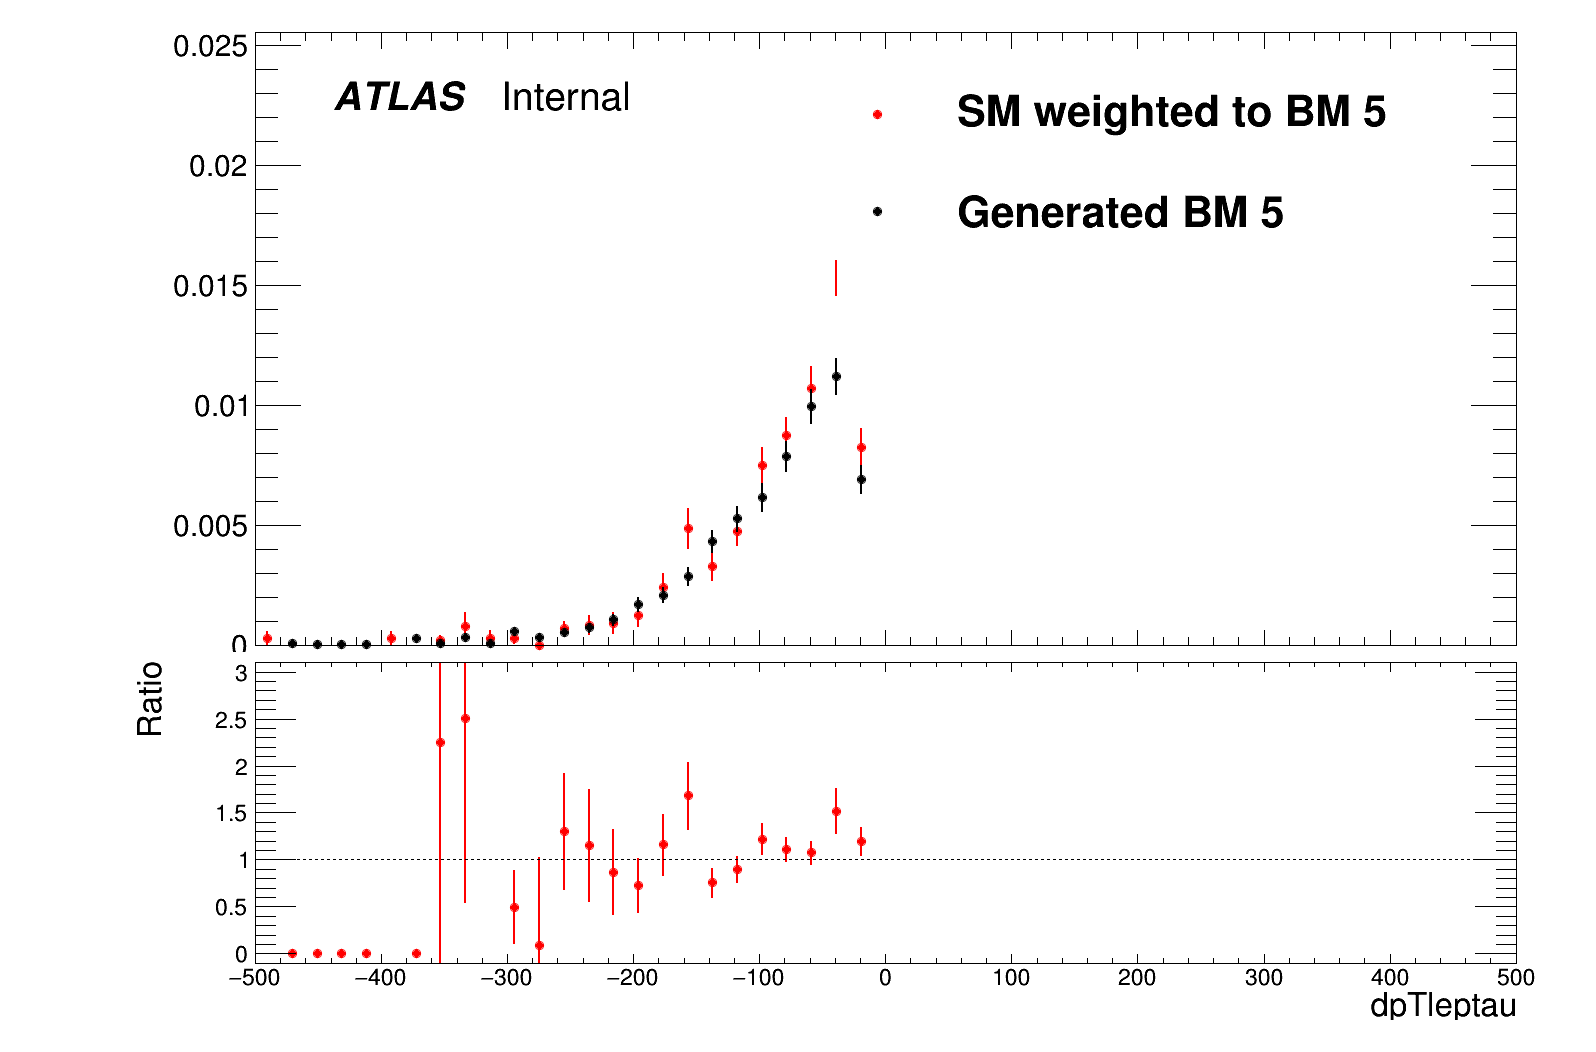 0.025
ATLAS Internal
SM weighted to BM 5
0.02
Generated BM 5
0.015
0.01
0.005
0
Ratio
3
2.5
2
1.5
1
0.5
0
−500 −400 −300 −200 −100 0 100 200 300 400 500
dpTleptau